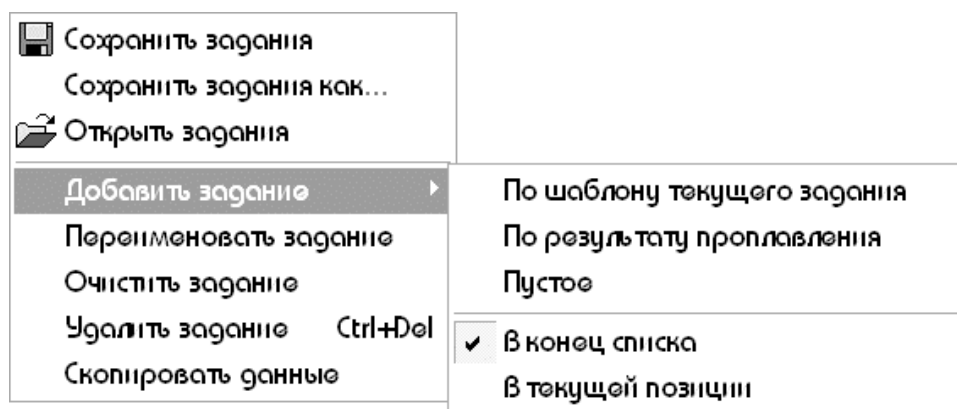 Сохранить задания
Сохранить задания как...
Открыть задания
Добавить задание
Переименовать задание
Очистить задание
Удалить задание Ctrl+Del
Скопировать данные
По шаблону текущего задания
По результату проплавления
Пустое
В конец списка
В текущей позиции